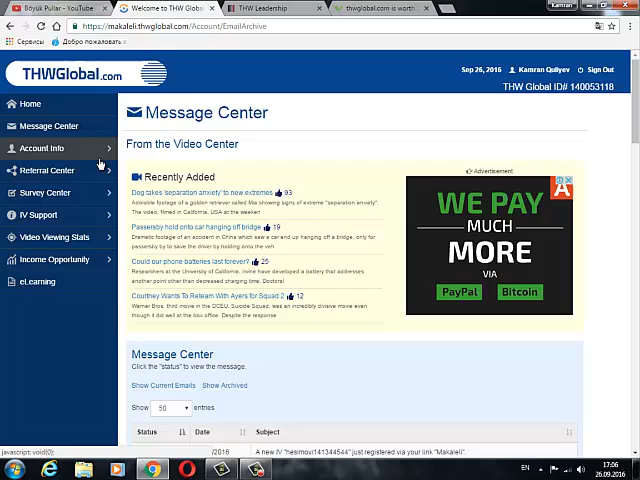 Böyük Pullar - YouTube
Welcome to THW Global
THW Leadership
thwglobal.com is worth
Kamran
https://makaleli.thwglobal.com/Account/EmailArchive
Сервисы
Добро пожаловать
THWGlobal.com
Sep 26, 2016
Kamran Quliyev
Sign Out
THW Global ID# 140053118
Home
Message Center
Account Info
Referral Center
Survey Center
IV Support
Video Viewing Stats
Income Opportunity
eLearning
Message Center
From the Video Center
Recently Added
Dog takes 'separation anxiety' to new extremes 93
Adorable footage of a golden retriever called Mia showing signs of extreme "separation anxiety".
The video, filmed in California, USA at the weeken
Passersby hold onto car hanging off bridge 19
Dramatic footage of an accident in China which saw a car end up hanging off a bridge, only for
passersby to save the driver by holding onto the veh
Could our phone batteries last forever? 25
Researchers at the University of California, Irvine have developed a battery that addresses
another point other than decreased charging time. Doctoral
Courtney Wants To Reteam With Ayers for Squad 2 12
Warner Bros. third movie in the DCEU, Suicide Squad, was an incredibly divisive movie even
though it did well at the box office. Despite the response
Advertisement
WE PAY
MUCH
MORE
VIA
PayPal
Bitcoin
Message Center
Click the "status" to view the message.
Show Current Emails
Show Archived
Show 50 entries
Status
Date
Subject
/2016
A new IV "hesimov/141344544" just registered via your link "Makaleli".
javascript: void(0);
EN
17:06
26.09.2016